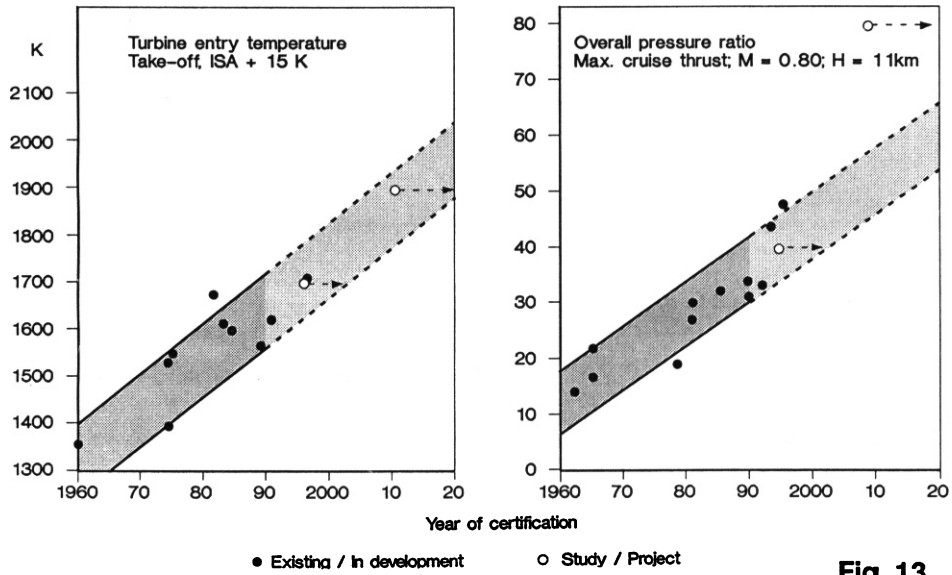 K
Turbine entry temperature
Take-off, ISA + 15 K
2100
2000
1900
1800
1700
1600
1500
1400
1300
1960 70 80 90 2000 10 20
Overall pressure ratio
Max. cruise thrust; M = 0.80; H = 11km
80
70
60
50
40
30
20
10
0
1960 70 80 90 2000 10 20
Year of certification
● Existing / In development ○ Study / Project
Fig. 13